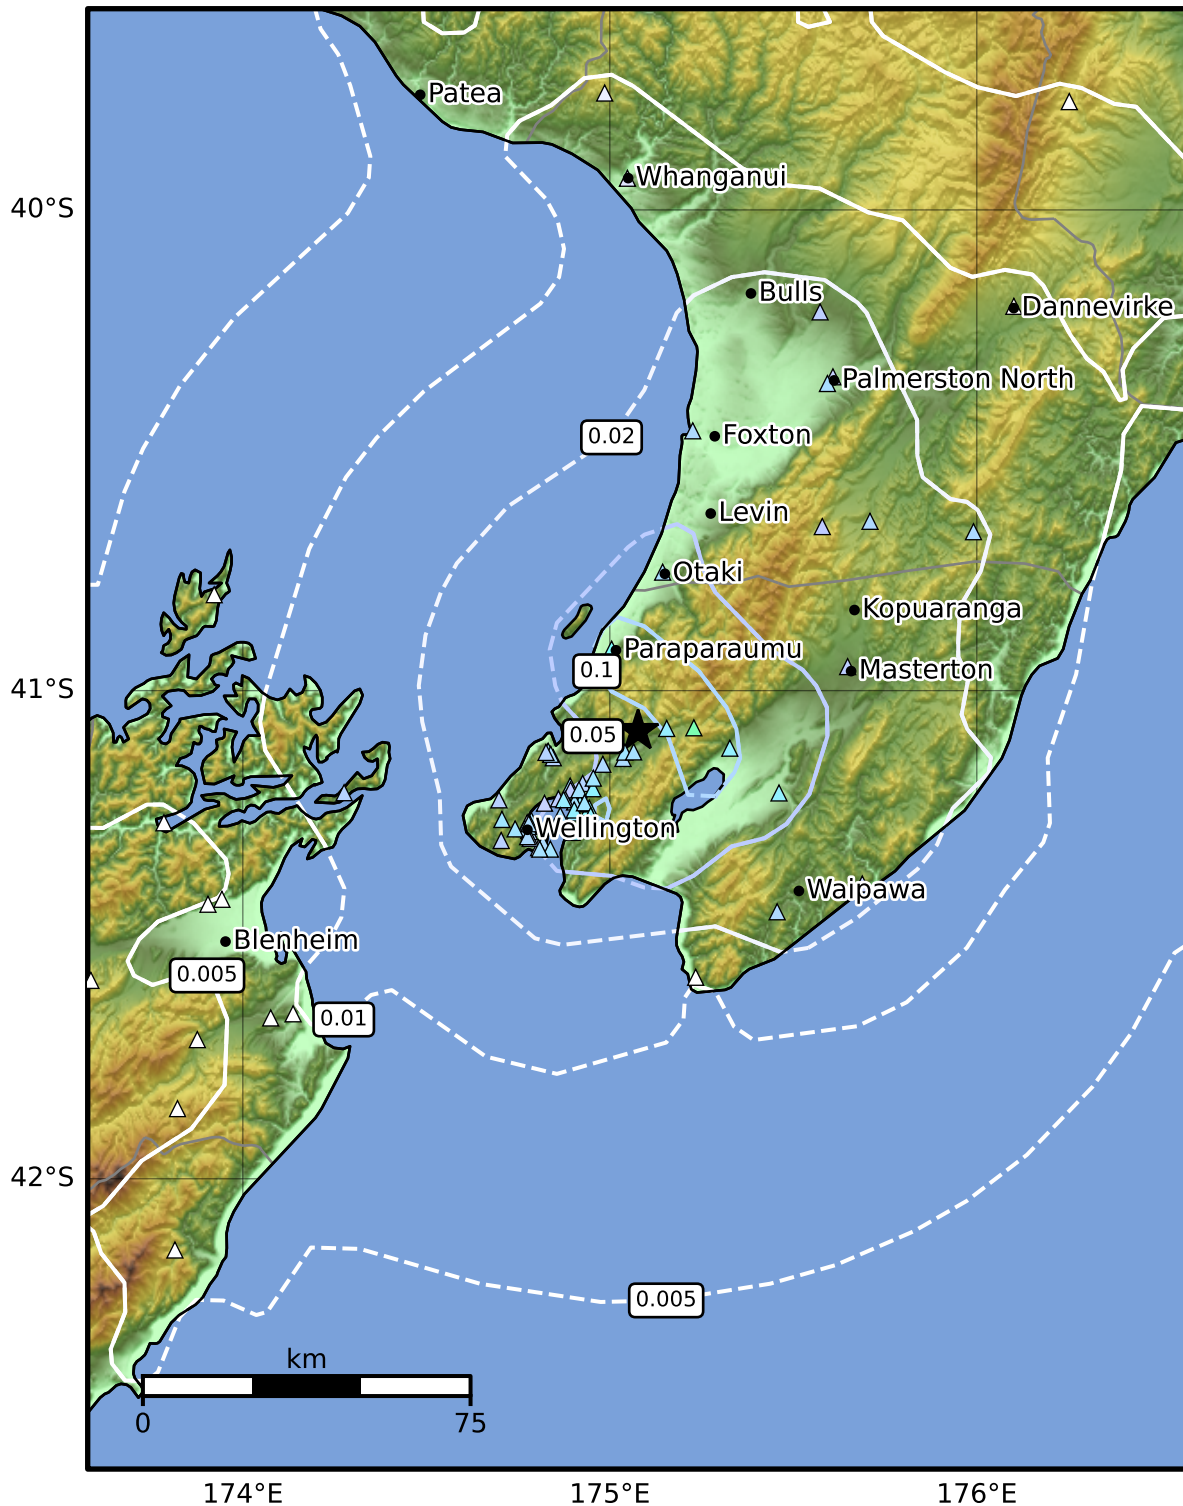 Patea
Whanganui
40°S
Bulls
Dannevirke
Palmerston North
0.02
Foxton
Levin
Otaki
Kopuaranga
Paraparaumu
0.1
Masterton
41°S
0.05
Wellington
Waipawa
Blenheim
0.005
0.01
42°S
0.005
km
0
75
174°E
175°E
176°E